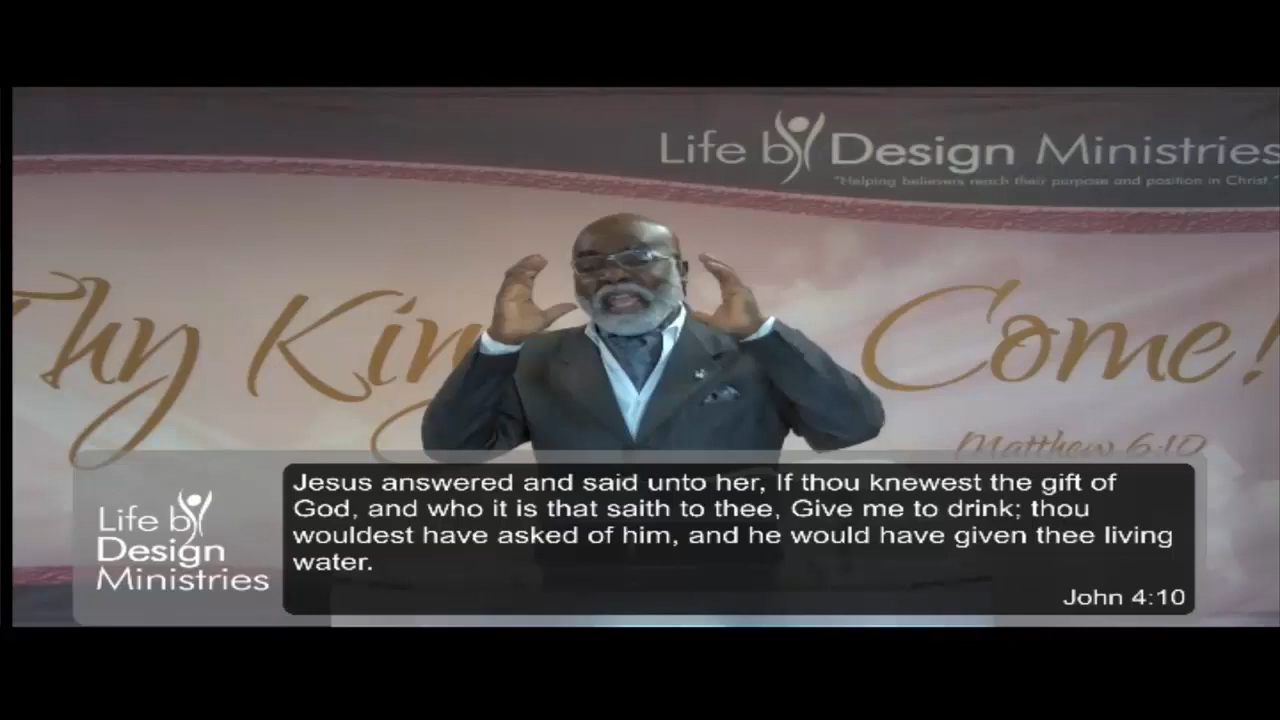 Life by Design Ministries
"Helping believers reach their purpose and position in Christ."
Thy King Come!
Matthew 6:10
Life by
Design
Ministries
Jesus answered and said unto her, If thou knewest the gift of
God, and who it is that saith to thee, Give me to drink; thou
wouldest have asked of him, and he would have given thee living
water.
John 4:10